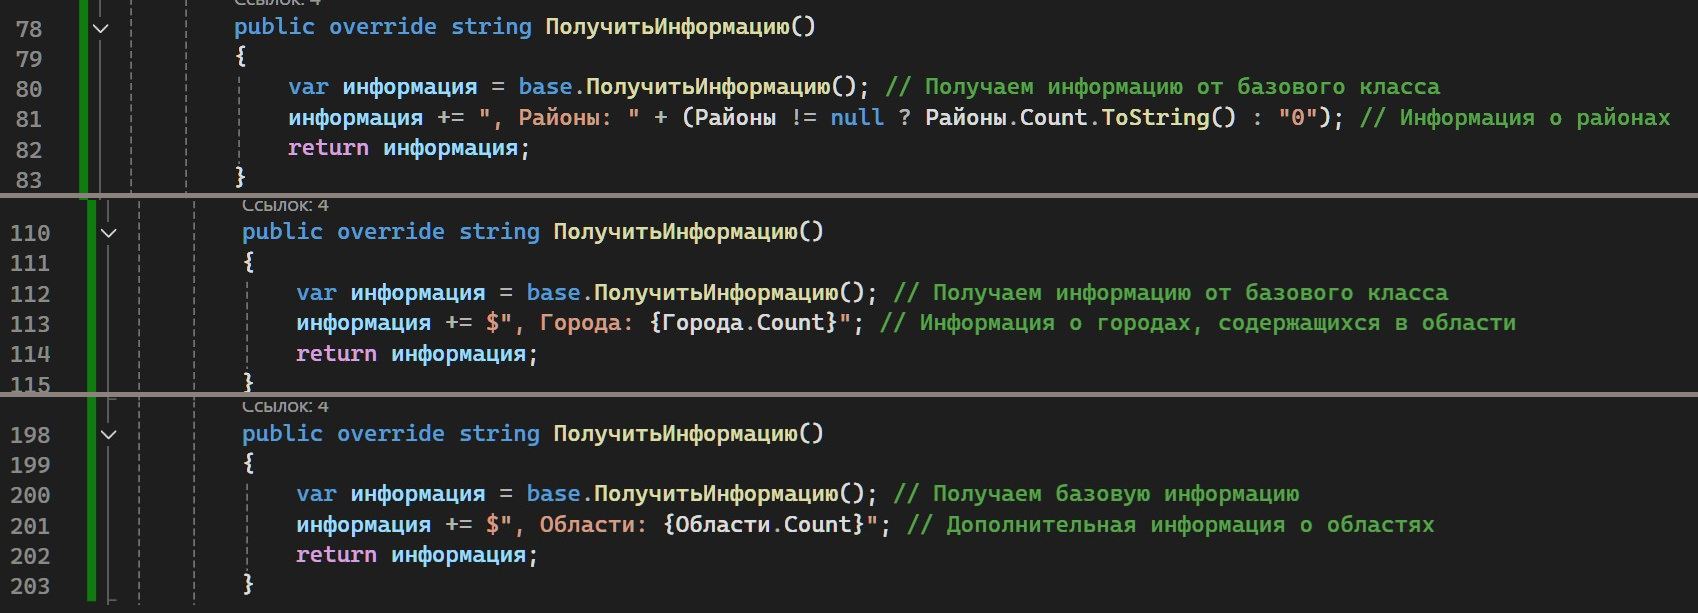 Ссылок: 4
78 public override string ПолучитьИнформацию()
79 {
80 var информация = base.ПолучитьИнформацию(); // Получаем информацию от базового класса
81 информация += ", Районы: " + (Районы != null ? Районы.Count.ToString() : "0"); // Информация о районах
82 return информация;
83 }
Ссылок: 4
110 public override string ПолучитьИнформацию()
111 {
112 var информация = base.ПолучитьИнформацию(); // Получаем информацию от базового класса
113 информация += $", Города: {Города.Count}"; // Информация о городах, содержащихся в области
114 return информация;
115 }
Ссылок: 4
198 public override string ПолучитьИнформацию()
199 {
200 var информация = base.ПолучитьИнформацию(); // Получаем базовую информацию
201 информация += $", Области: {Области.Count}"; // Дополнительная информация о областях
202 return информация;
203 }